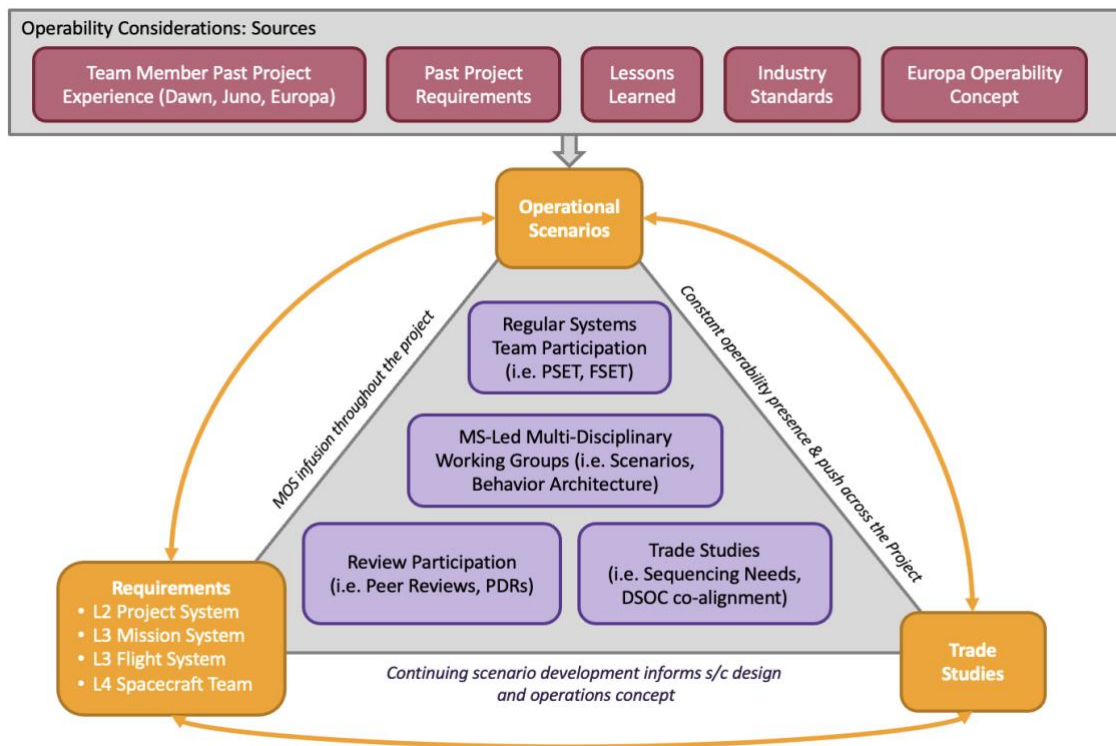 Operability Considerations: Sources
Team Member Past Project
Experience (Dawn, Juno, Europa)
Past Project
Requirements
Lessons
Learned
Industry
Standards
Europa Operability
Concept
Operational
Scenarios
MOS infusion throughout the project
Constant operability presence & push across the Project
Regular Systems
Team Participation
(i.e. PSET, FSET)
MS-Led Multi-Disciplinary
Working Groups (i.e. Scenarios,
Behavior Architecture)
Review Participation
(i.e. Peer Reviews, PDRs)
Trade Studies
(i.e. Sequencing Needs,
DSOC co-alignment)
Requirements
• L2 Project System
• L3 Mission System
• L3 Flight System
• L4 Spacecraft Team
Trade
Studies
Continuing scenario development informs s/c design
and operations concept